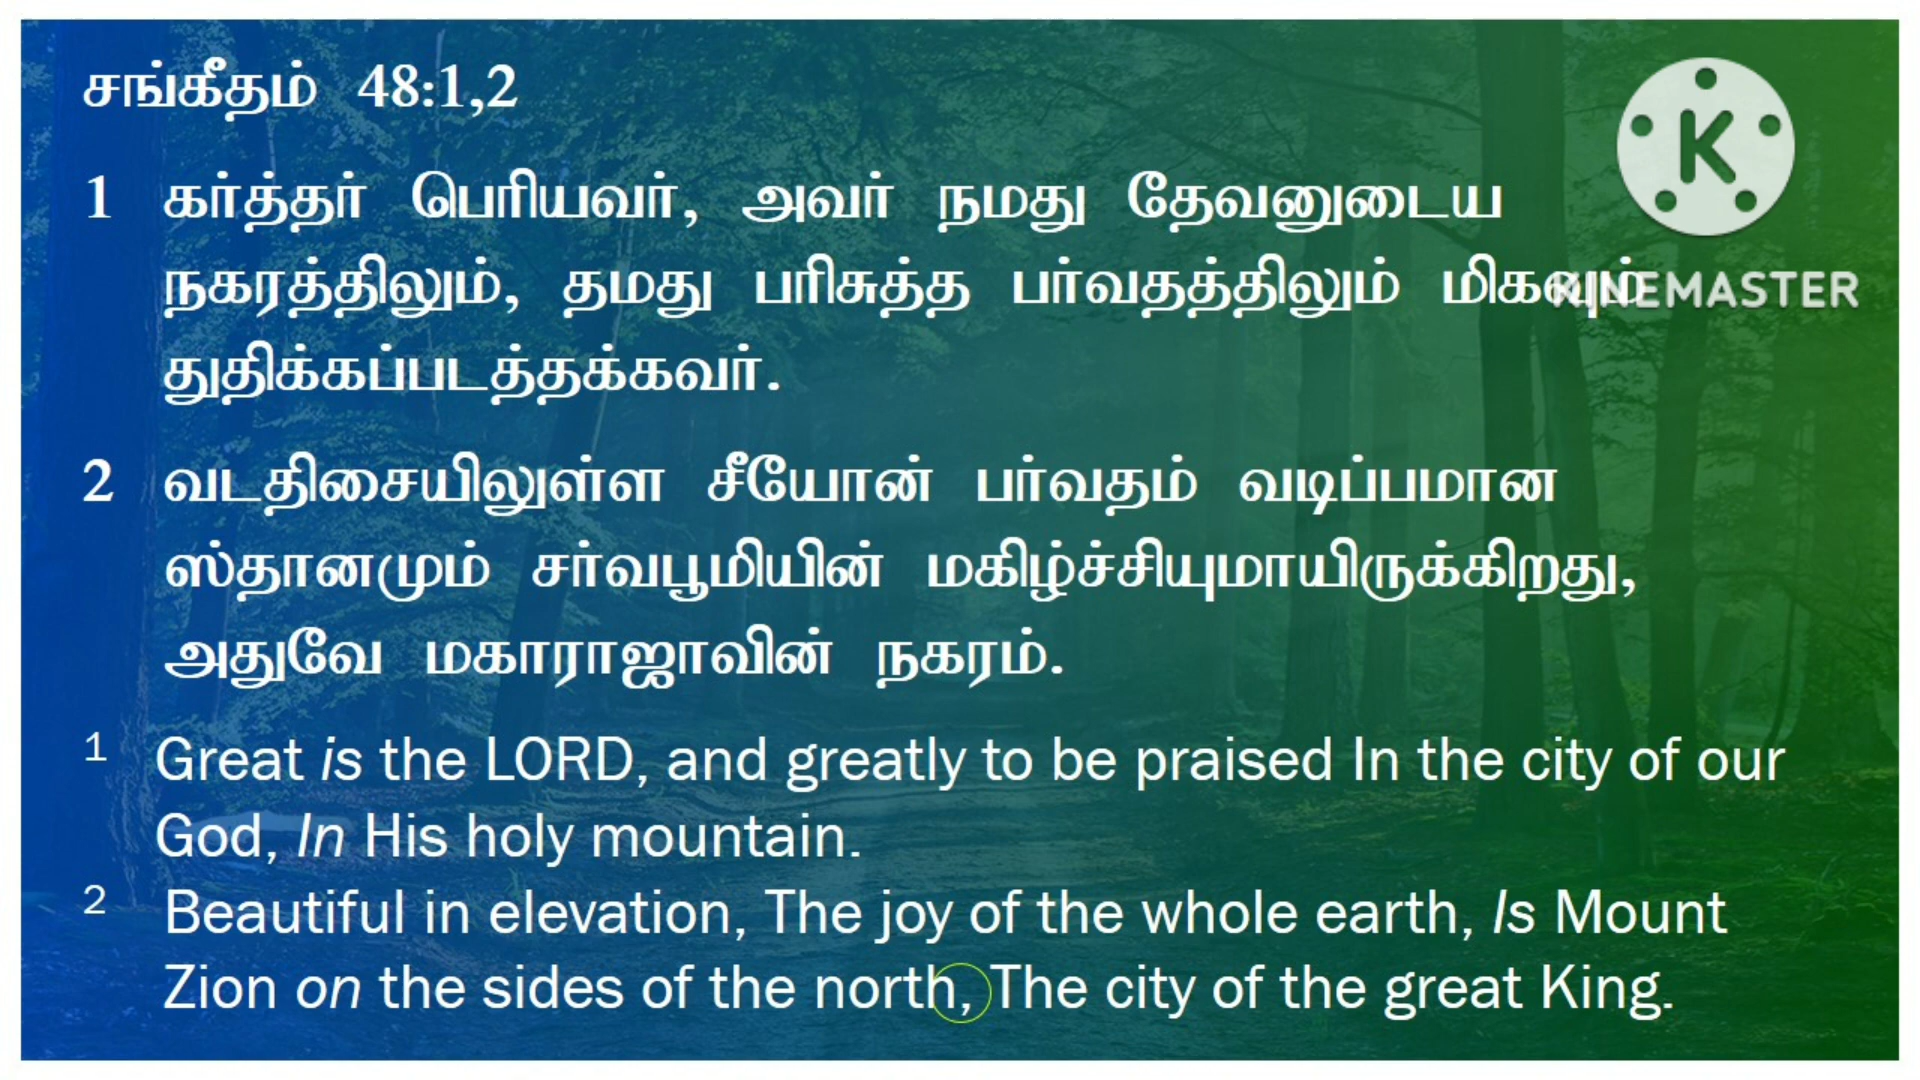 சங்கீதம் 48:1,2
1 கர்த்தர் பெரியவர், அவர் நமது தேவனுடைய
நகரத்திலும், தமது பரிசுத்த பர்வதத்திலும் மிகவும்
துதிக்கப்படத்தக்கவர்.
2 வடதிசையிலுள்ள சீயோன் பர்வதம் வடிப்பமான
ஸ்தானமும் சர்வபூமியின் மகிழ்ச்சியுமாயிருக்கிறது,
அதுவே மகாராஜாவின் நகரம்.
1 Great is the LORD, and greatly to be praised In the city of our
God, In His holy mountain.
2 Beautiful in elevation, The joy of the whole earth, Is Mount
Zion on the sides of the north, The city of the great King.
K
KINEMASTER